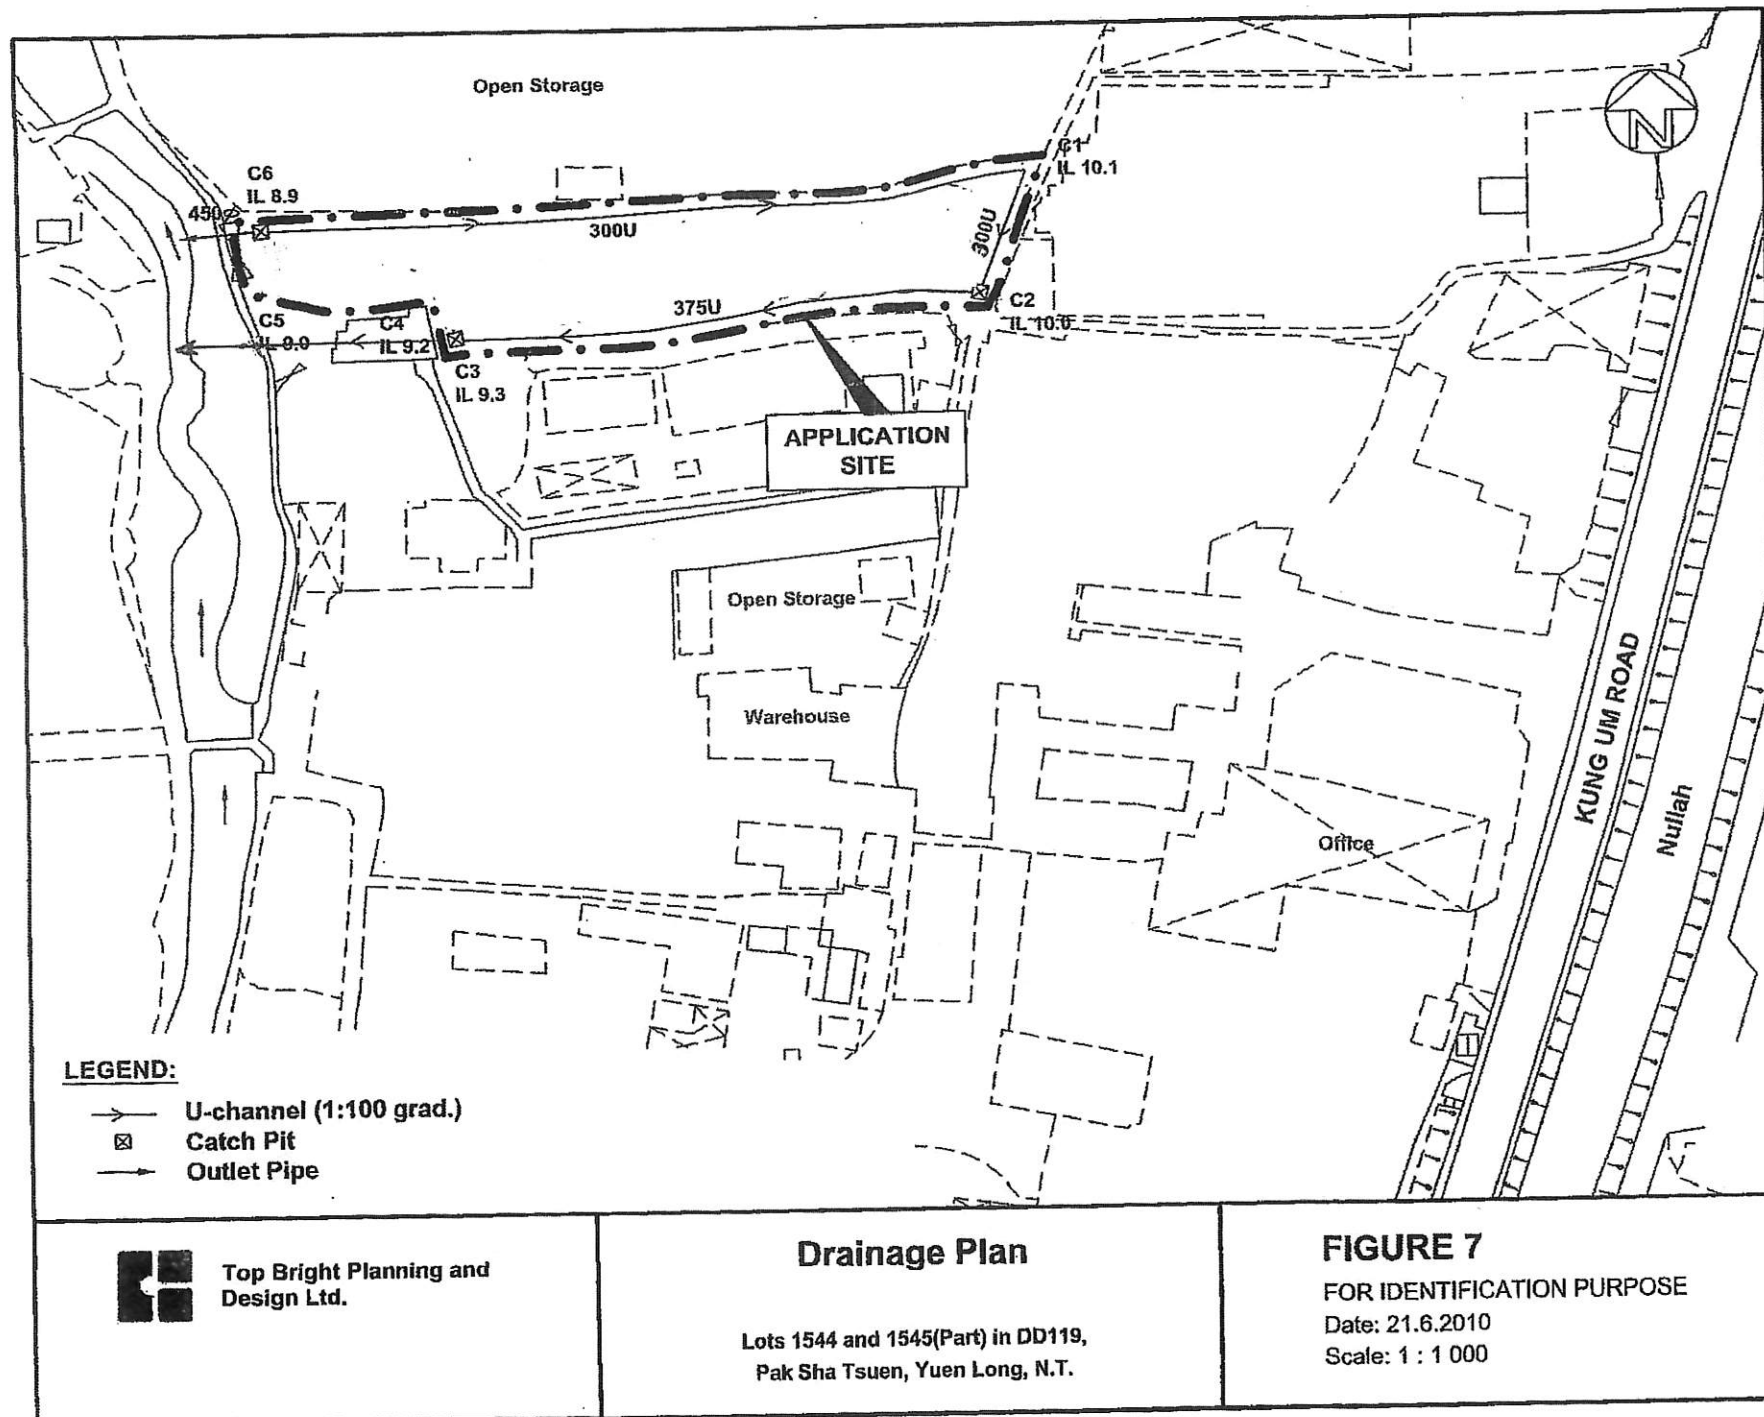 Open Storage
C1
IL 10.1
C6
IL 8.9
450
300U
300U
375U
C2
IL 10.0
C5
C4
IL 9.2
C3
IL 9.3
APPLICATION
SITE
N
Open Storage
Warehouse
Office
KUNG UM ROAD
Nullah
LEGEND:
U-channel (1:100 grad.)
Catch Pit
Outlet Pipe
Top Bright Planning and
Design Ltd.
Drainage Plan
Lots 1544 and 1545(Part) in DD119,
Pak Sha Tsuen, Yuen Long, N.T.
FIGURE 7
FOR IDENTIFICATION PURPOSE
Date: 21.6.2010
Scale: 1 : 1 000